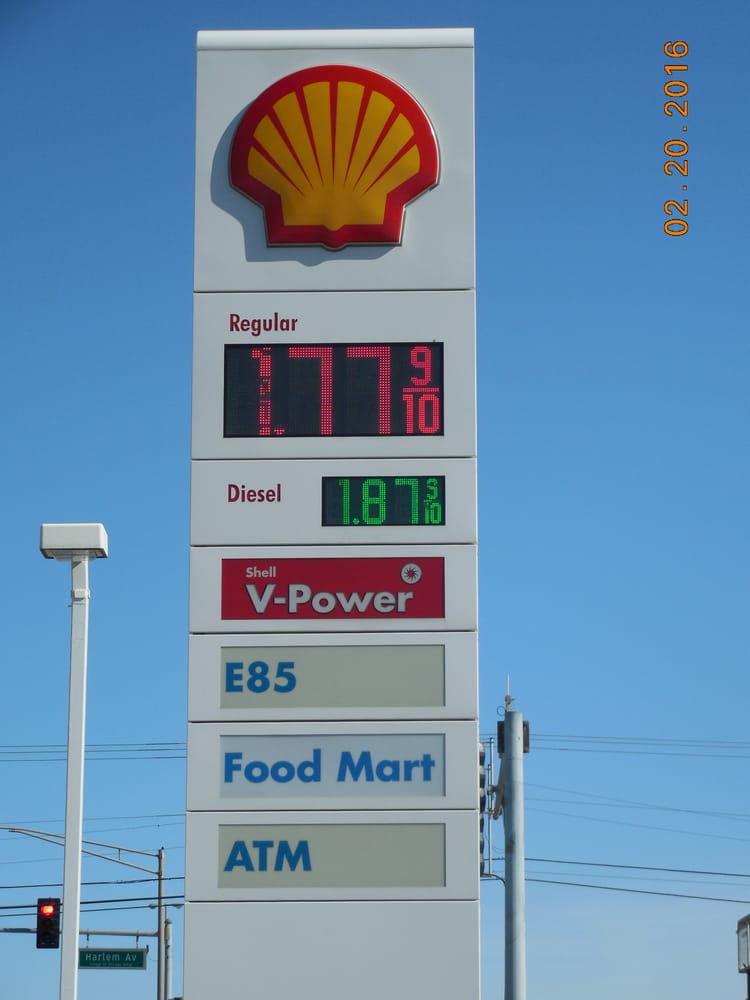 02.20.2016
Regular
1.77 9/10
Diesel
1.87 9/10
Shell
V-Power
E85
Food Mart
ATM
Harlem Av